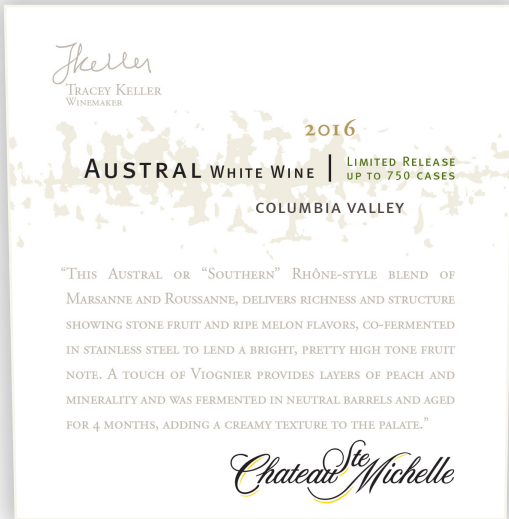 TKeller
Tracey Keller
Winemaker
2016
Austral White Wine | Limited Release
up to 750 cases
COLUMBIA VALLEY
“This Austral or “Southern” Rhône-style blend of
Marsanne and Roussanne, delivers richness and structure
showing stone fruit and ripe melon flavors, co-fermented
in stainless steel to lend a bright, pretty high tone fruit
note. A touch of Viognier provides layers of peach and
minerality and was fermented in neutral barrels and aged
for 4 months, adding a creamy texture to the palate.”
Chateau Ste Michelle